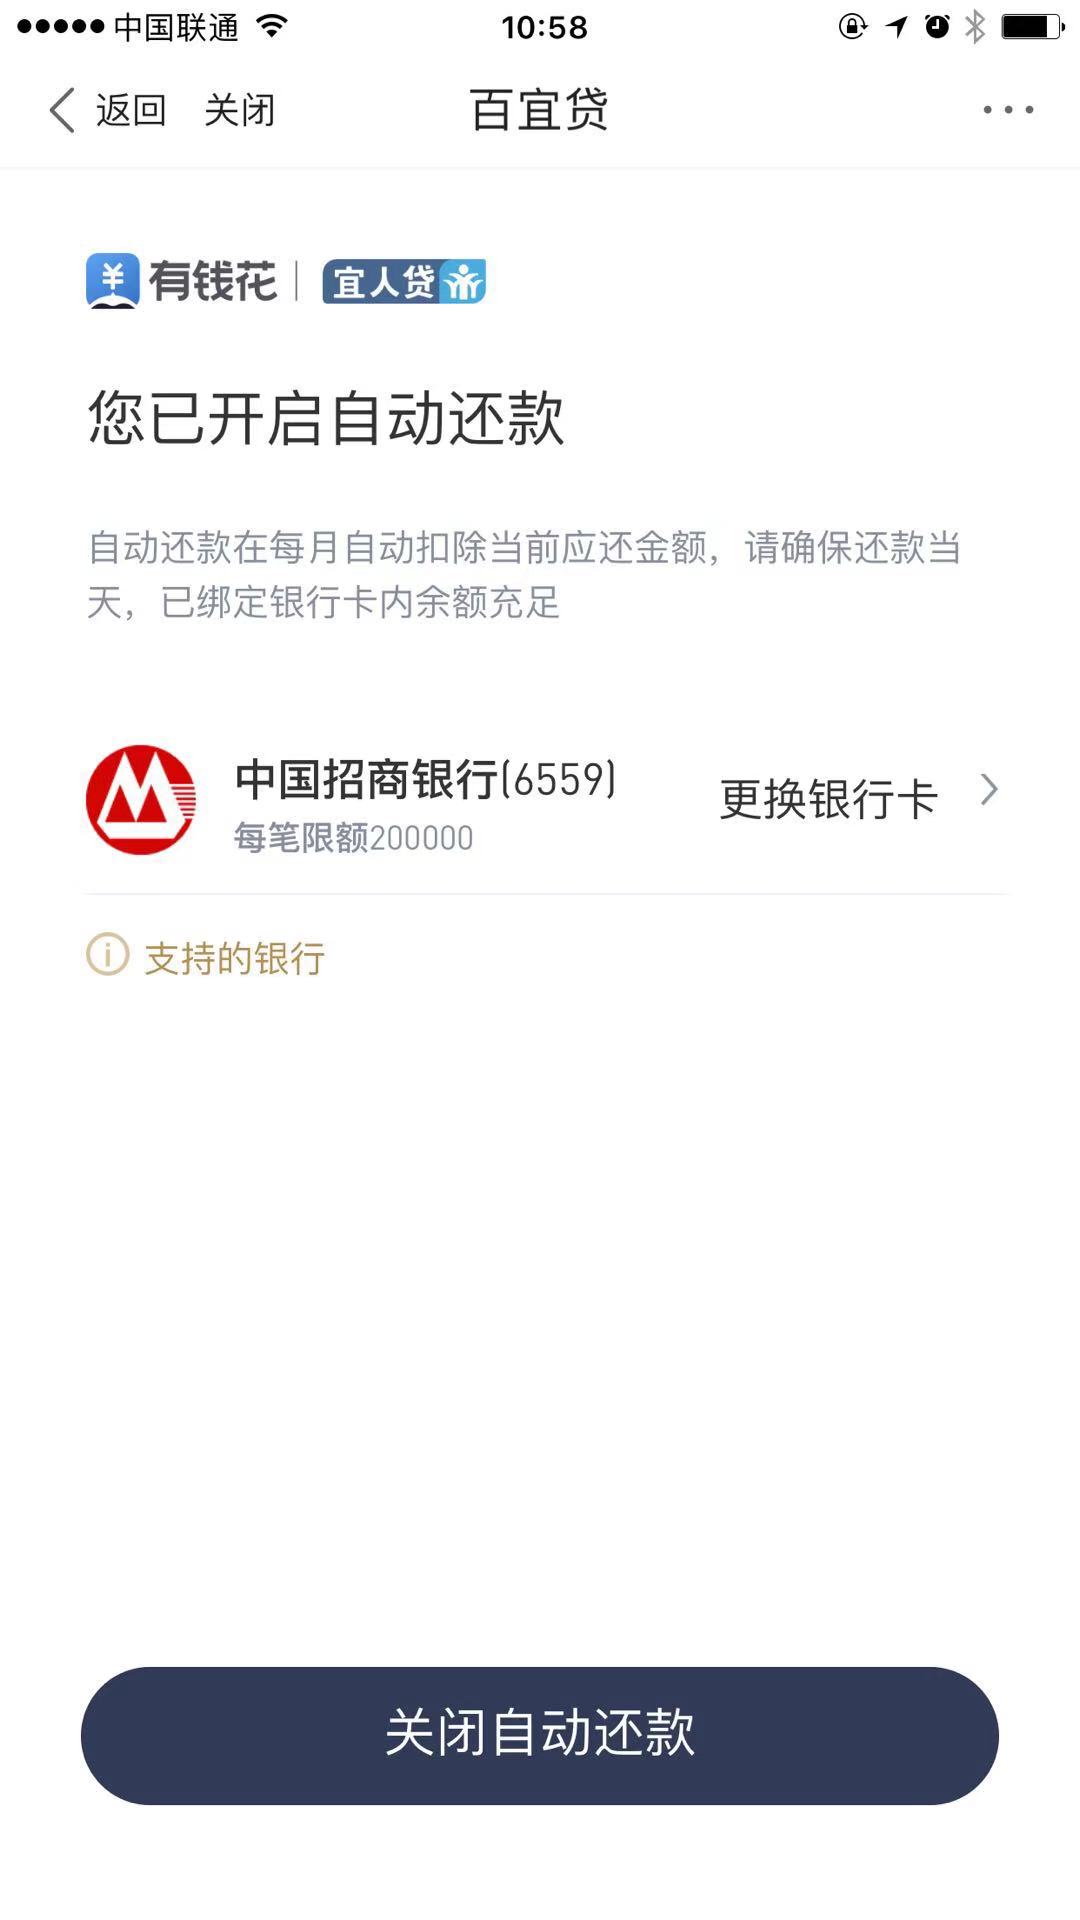 中国联通 10:58
返回 关闭 百宜贷
有钱花 | 宜人贷
您已开启自动还款
自动还款在每月自动扣除当前应还金额，请确保还款当
天，已绑定银行卡内余额充足
中国招商银行(6559)
更换银行卡
每笔限额200000
支持的银行
关闭自动还款